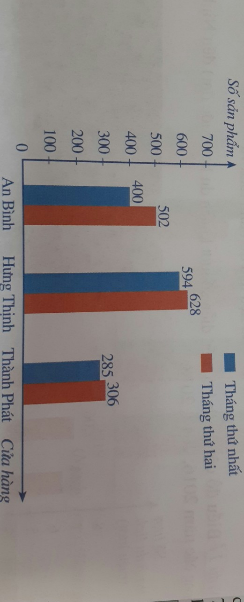 Số sản phẩm
Tháng thứ nhất
Tháng thứ hai
700
600
500
400
300
200
100
0
400
502
594
628
285
306
An Bình
Hưng Thịnh
Thành Phát
Cửa hàng